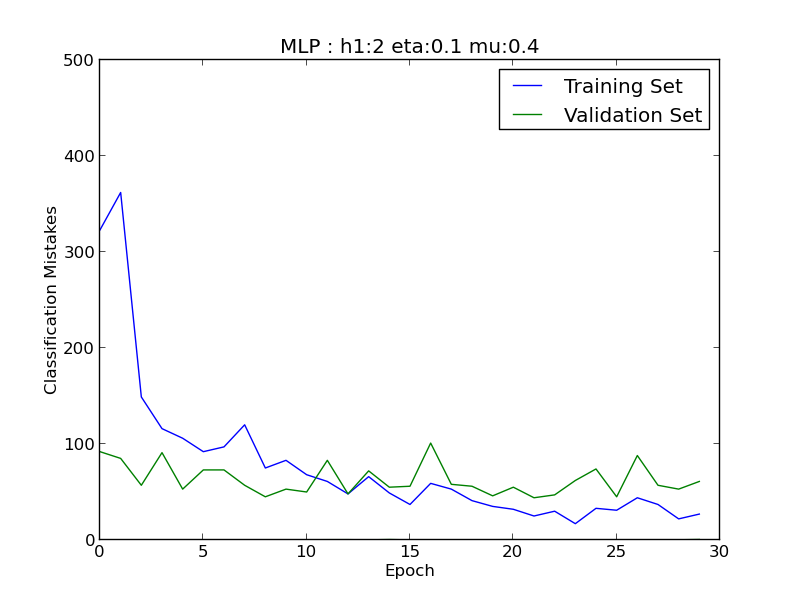 MLP : h1:2 eta:0.1 mu:0.4
Training Set
Validation Set
500
400
300
200
100
0
Classification Mistakes
0 5 10 15 20 25 30
Epoch